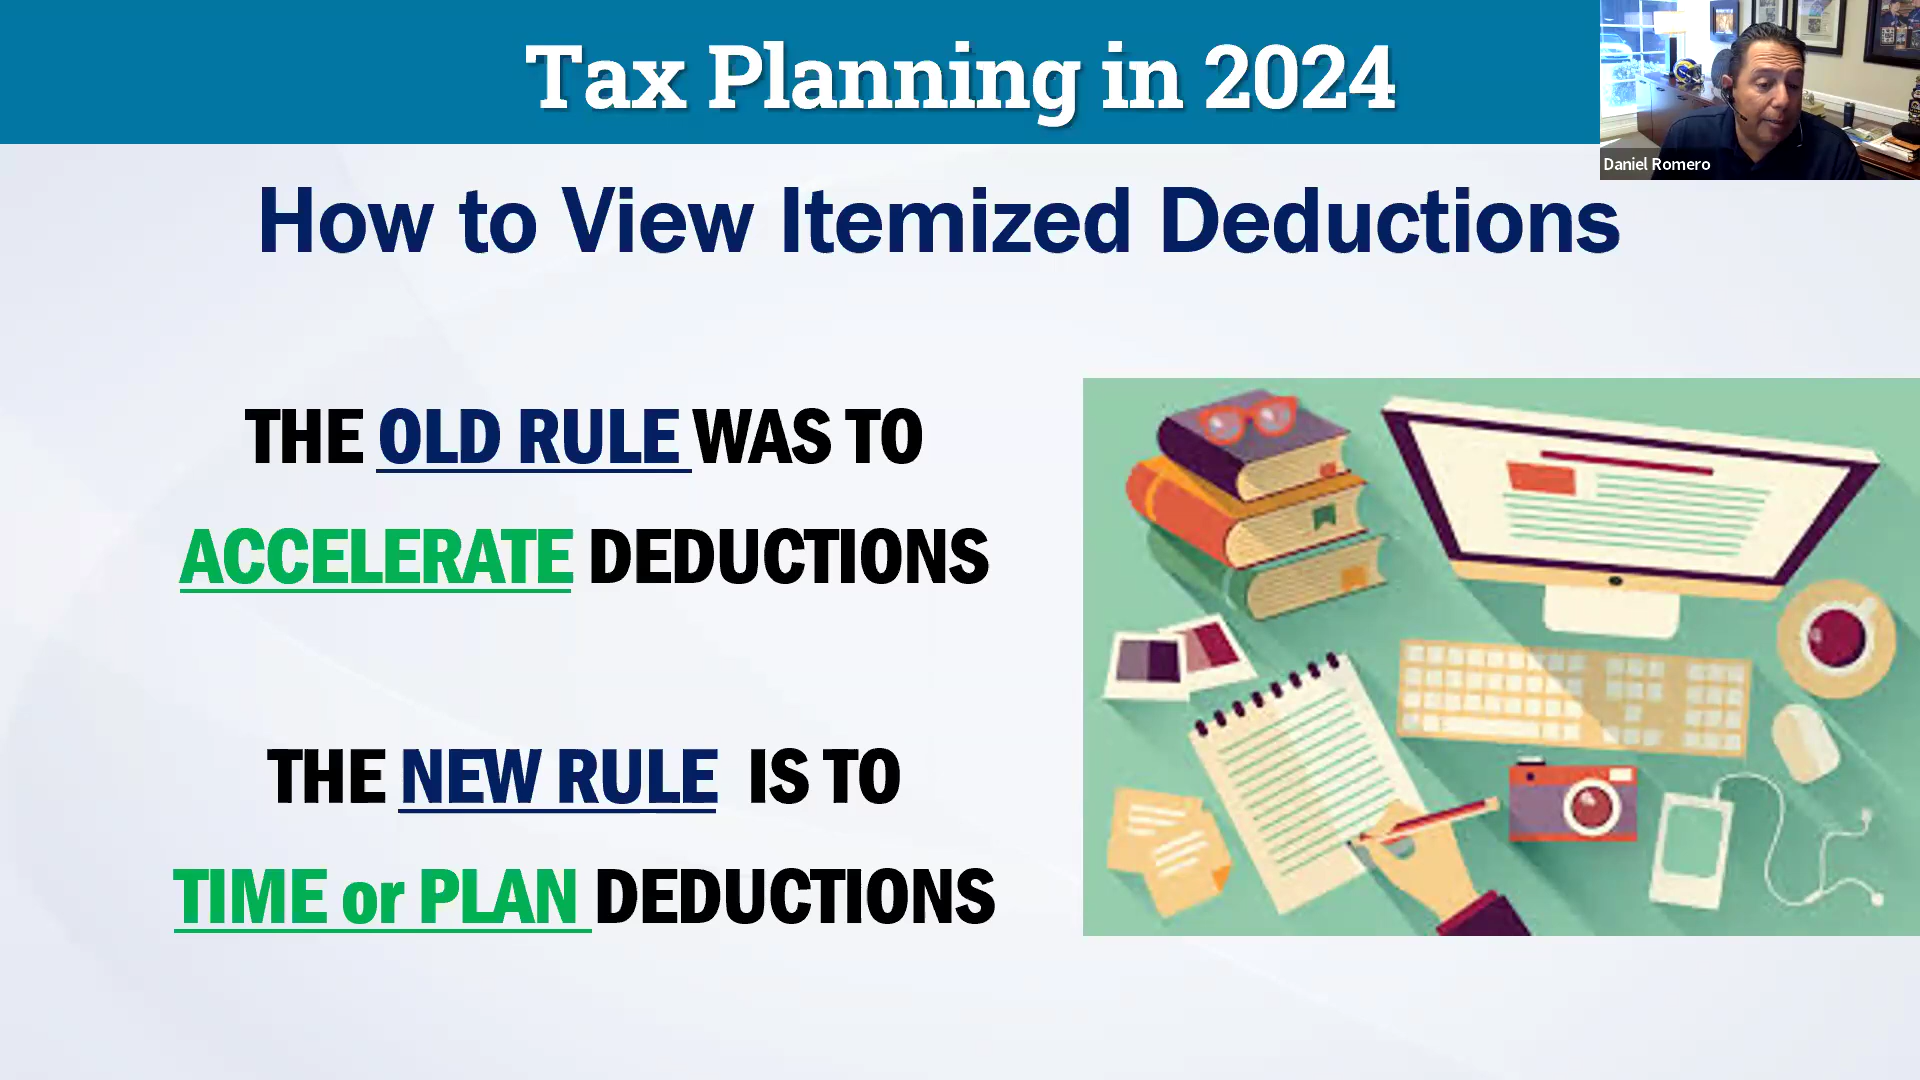 Tax Planning in 2024
Daniel Romero
How to View Itemized Deductions
THE OLD RULE WAS TO
ACCELERATE DEDUCTIONS
THE NEW RULE IS TO
TIME or PLAN DEDUCTIONS